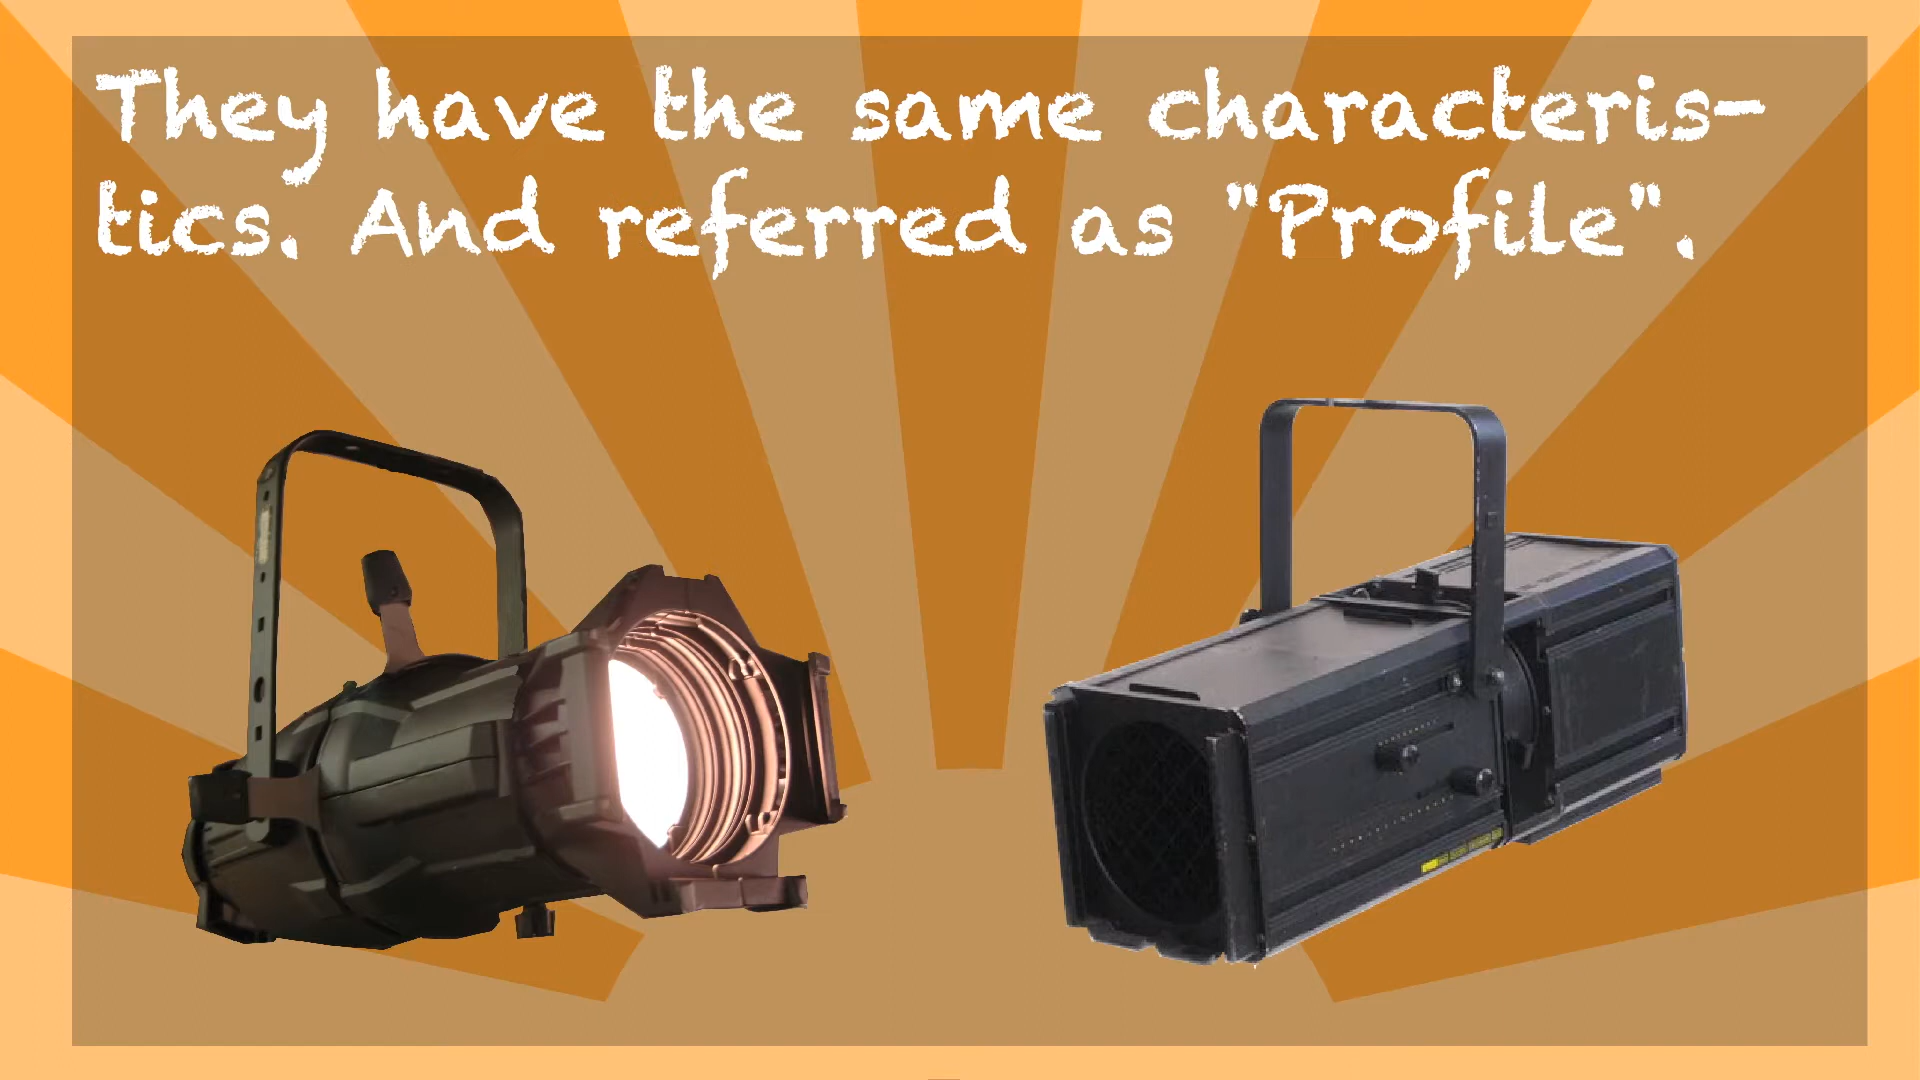 They have the same characteris-
tics. And referred as "Profile".